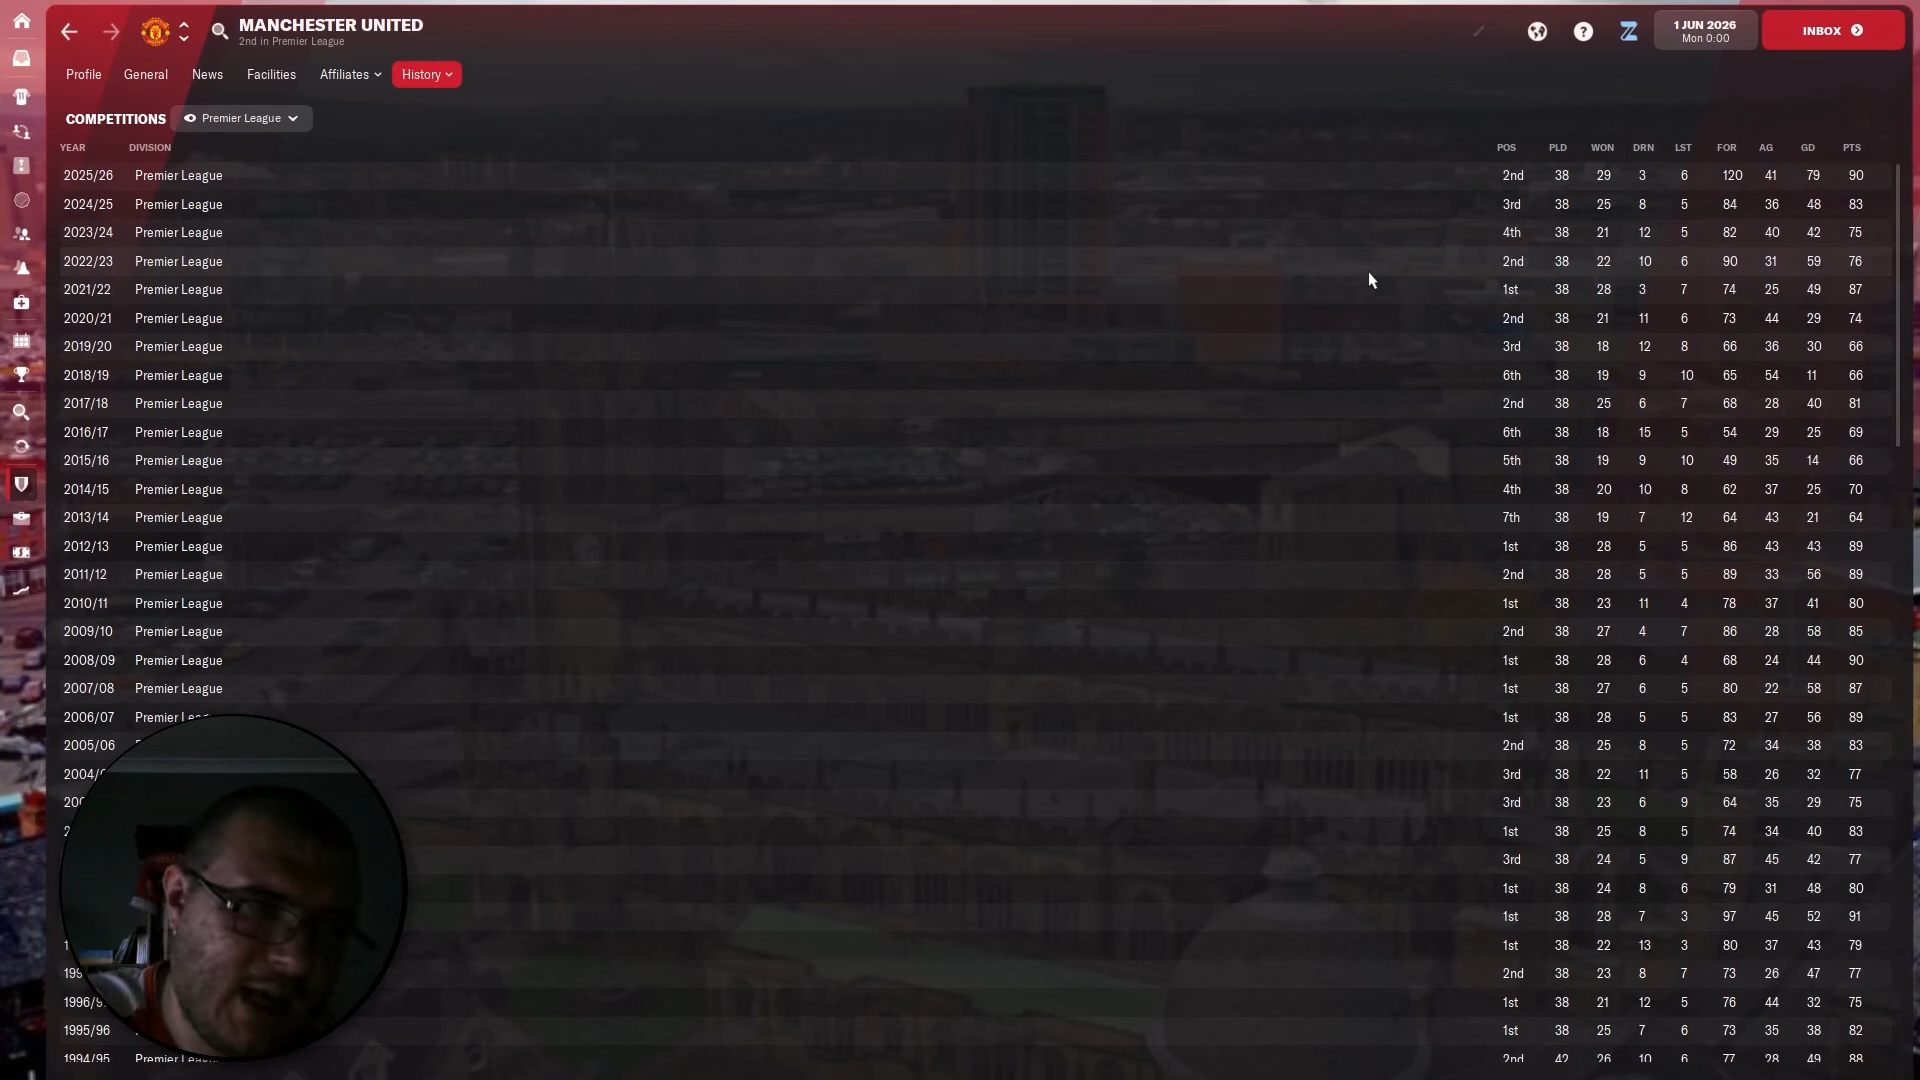 MANCHESTER UNITED
2nd in Premier League
1 JUN 2026
Mon 0:00
INBOX
Profile General News Facilities Affiliates History
COMPETITIONS Premier League
YEAR DIVISION POS PLD WON DRN LST FOR AG GD PTS
2025/26 Premier League 2nd 38 29 3 6 120 41 79 90
2024/25 Premier League 3rd 38 25 8 5 84 36 48 83
2023/24 Premier League 4th 38 21 12 5 82 40 42 75
2022/23 Premier League 2nd 38 22 10 6 90 31 59 76
2021/22 Premier League 1st 38 28 3 7 74 25 49 87
2020/21 Premier League 2nd 38 21 11 6 73 44 29 74
2019/20 Premier League 3rd 38 18 12 8 66 36 30 66
2018/19 Premier League 6th 38 19 9 10 65 54 11 66
2017/18 Premier League 2nd 38 25 6 7 68 28 40 81
2016/17 Premier League 6th 38 18 15 5 54 29 25 69
2015/16 Premier League 5th 38 19 9 10 49 35 14 66
2014/15 Premier League 4th 38 20 10 8 62 37 25 70
2013/14 Premier League 7th 38 19 7 12 64 43 21 64
2012/13 Premier League 1st 38 28 5 5 86 43 43 89
2011/12 Premier League 2nd 38 28 5 5 89 33 56 89
2010/11 Premier League 1st 38 23 11 4 78 37 41 80
2009/10 Premier League 2nd 38 27 4 7 86 28 58 85
2008/09 Premier League 1st 38 28 6 4 68 24 44 90
2007/08 Premier League 1st 38 27 6 5 80 22 58 87
2006/07 Premier 1st 38 28 5 5 83 27 56 89
2005/06 2nd 38 25 8 5 72 34 38 83
2004/ 3rd 38 22 11 5 58 26 32 77
200 3rd 38 23 6 9 64 35 29 75
2 1st 38 25 8 5 74 34 40 83
3rd 38 24 5 9 87 45 42 77
1st 38 24 8 6 79 31 48 80
1st 38 28 7 3 97 45 52 91
1 1st 38 22 13 3 80 37 43 79
199 2nd 38 23 8 7 73 26 47 77
1996/9 1st 38 21 12 5 76 44 32 75
1995/96 1st 38 25 7 6 73 35 38 82
1994/95 Premier 2nd 42 26 10 6 77 28 49 88